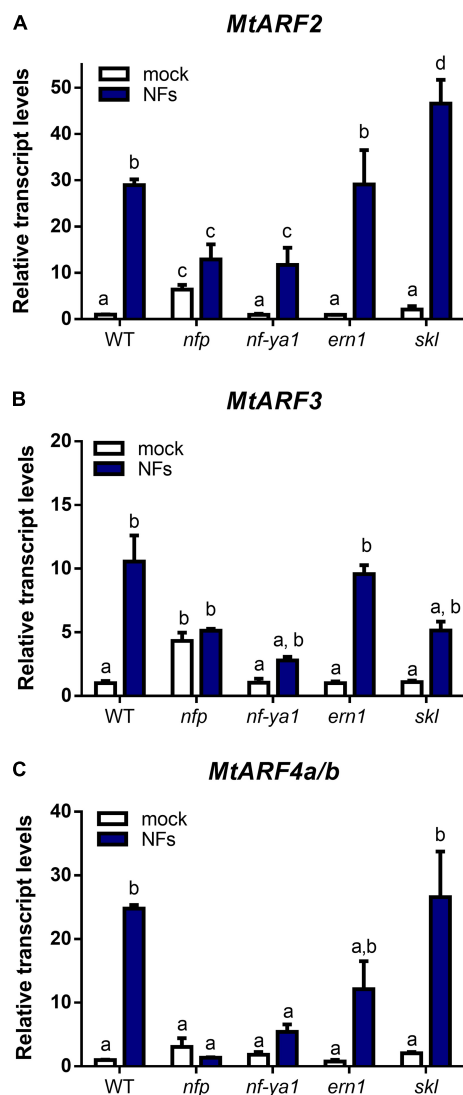 A
MtARF2
Relative transcript levels
50
40
30
20
10
0
mock
NFs
a b c c a c a b a d
WT nfp nf-ya1 ern1 skl
B
MtARF3
Relative transcript levels
20
15
10
5
0
mock
NFs
a b b b a a, b a b a a, b
WT nfp nf-ya1 ern1 skl
C
MtARF4a/b
Relative transcript levels
40
30
20
10
0
mock
NFs
a b a a a a a a,b a b
WT nfp nf-ya1 ern1 skl